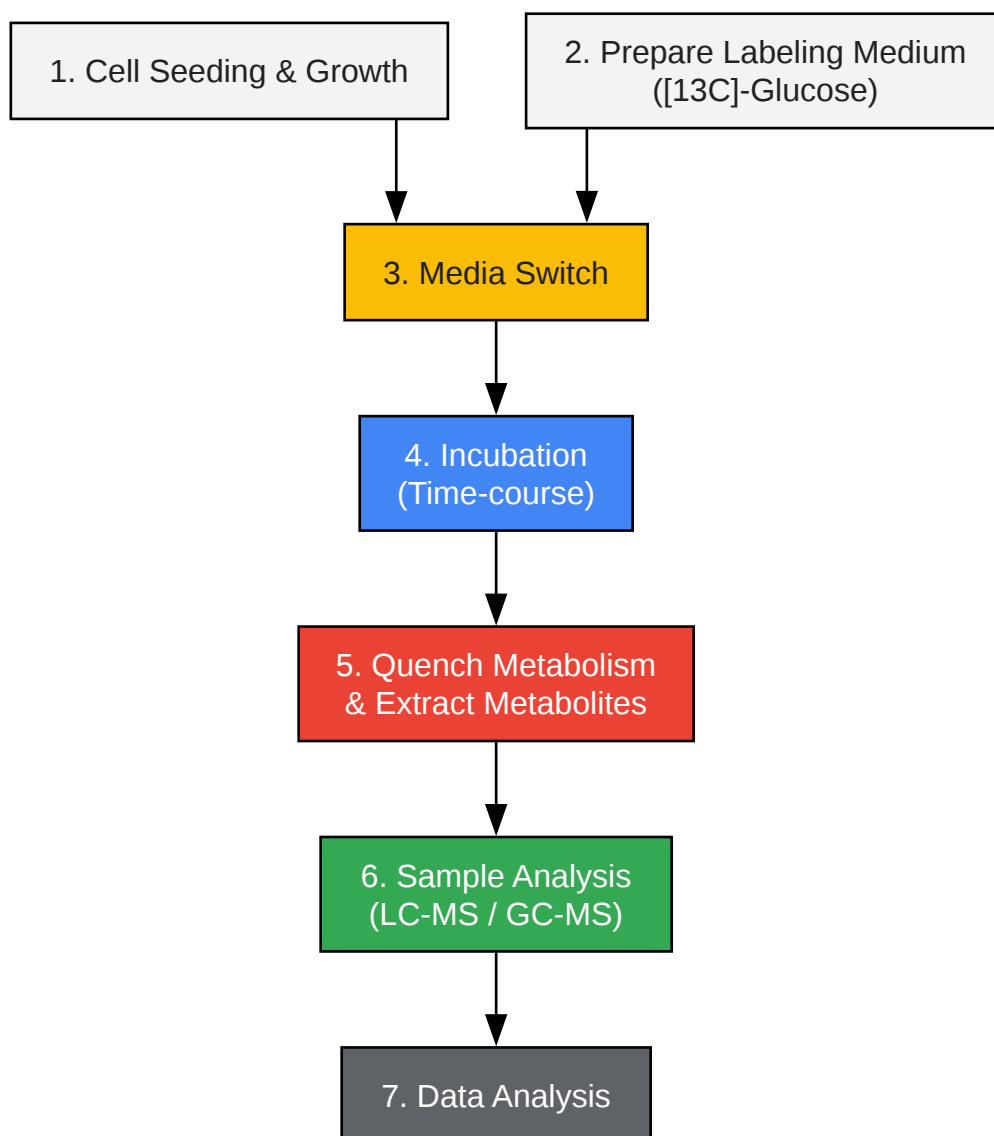 1. Cell Seeding & Growth
2. Prepare Labeling Medium
([13C]-Glucose)
3. Media Switch
4. Incubation
(Time-course)
5. Quench Metabolism
& Extract Metabolites
6. Sample Analysis
(LC-MS / GC-MS)
7. Data Analysis